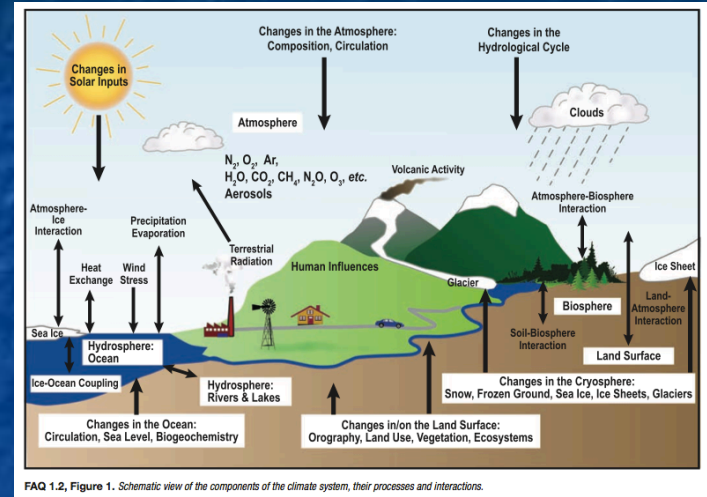 Changes in
Solar Inputs
Changes in the Atmosphere:
Composition, Circulation
Changes in the
Hydrological Cycle
Atmosphere
Clouds
N₂, O₂, Ar,
H₂O, CO₂, CH₄, N₂O, O₃, etc.
Aerosols
Volcanic Activity
Atmosphere-
Ice
Interaction
Precipitation
Evaporation
Atmosphere-Biosphere
Interaction
Terrestrial
Radiation
Heat
Exchange
Wind
Stress
Human Influences
Glacier
Ice Sheet
Sea Ice
Hydrosphere:
Ocean
Biosphere
Land-
Atmosphere
Interaction
Soil-Biosphere
Interaction
Land Surface
Ice-Ocean Coupling
Hydrosphere:
Rivers & Lakes
Changes in the Cryosphere:
Snow, Frozen Ground, Sea Ice, Ice Sheets, Glaciers
Changes in the Ocean:
Circulation, Sea Level, Biogeochemistry
Changes in/on the Land Surface:
Orography, Land Use, Vegetation, Ecosystems
FAQ 1.2, Figure 1. Schematic view of the components of the climate system, their processes and interactions.